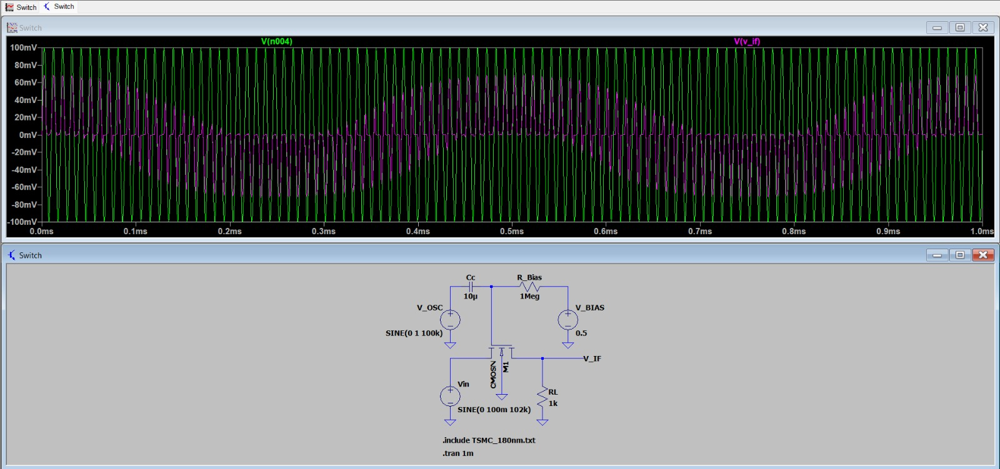 Switch Switch
Switch
V(n004) V(v_if)
100mV
80mV
60mV
40mV
20mV
0mV
-20mV
-40mV
-60mV
-80mV
-100mV
0.0ms 0.1ms 0.2ms 0.3ms 0.4ms 0.5ms 0.6ms 0.7ms 0.8ms 0.9ms 1.0ms
Switch
Cc R_Bias
10µ 1Meg
V_OSC V_BIAS
SINE(0 1 100k) 0.5
V_IF
CMOSN M1
Vin RL
1k
SINE(0 100m 102k)
.include TSMC_180nm.txt
.tran 1m